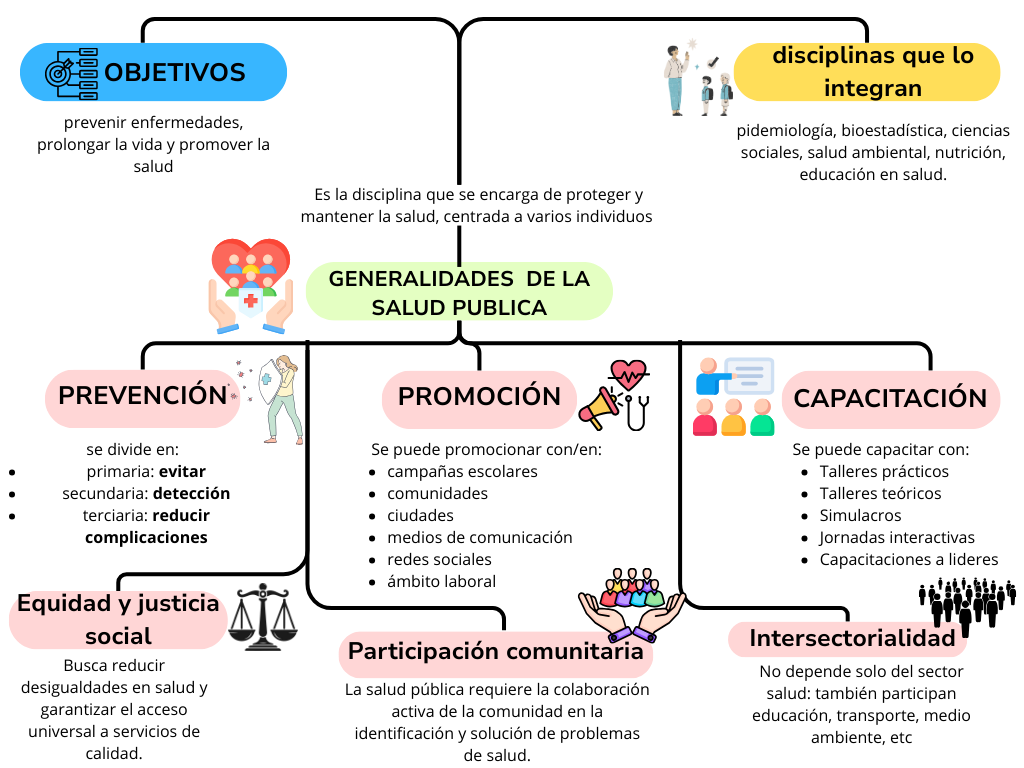 OBJETIVOS
prevenir enfermedades,
prolongar la vida y promover la
salud
disciplinas que lo
integran
pidemiología, bioestadística, ciencias
sociales, salud ambiental, nutrición,
educación en salud.
Es la disciplina que se encarga de proteger y
mantener la salud, centrada a varios individuos
GENERALIDADES DE LA
SALUD PUBLICA
PREVENCIÓN
se divide en:
• primaria: evitar
• secundaria: detección
• terciaria: reducir
complicaciones
PROMOCIÓN
Se puede promocionar con/en:
• campañas escolares
• comunidades
• ciudades
• medios de comunicación
• redes sociales
• ámbito laboral
CAPACITACIÓN
Se puede capacitar con:
• Talleres prácticos
• Talleres teóricos
• Simulacros
• Jornadas interactivas
• Capacitaciones a lideres
Equidad y justicia
social
Busca reducir
desigualdades en salud y
garantizar el acceso
universal a servicios de
calidad.
Participación comunitaria
La salud pública requiere la colaboración
activa de la comunidad en la
identificación y solución de problemas
de salud.
Intersectorialidad
No depende solo del sector
salud: también participan
educación, transporte, medio
ambiente, etc